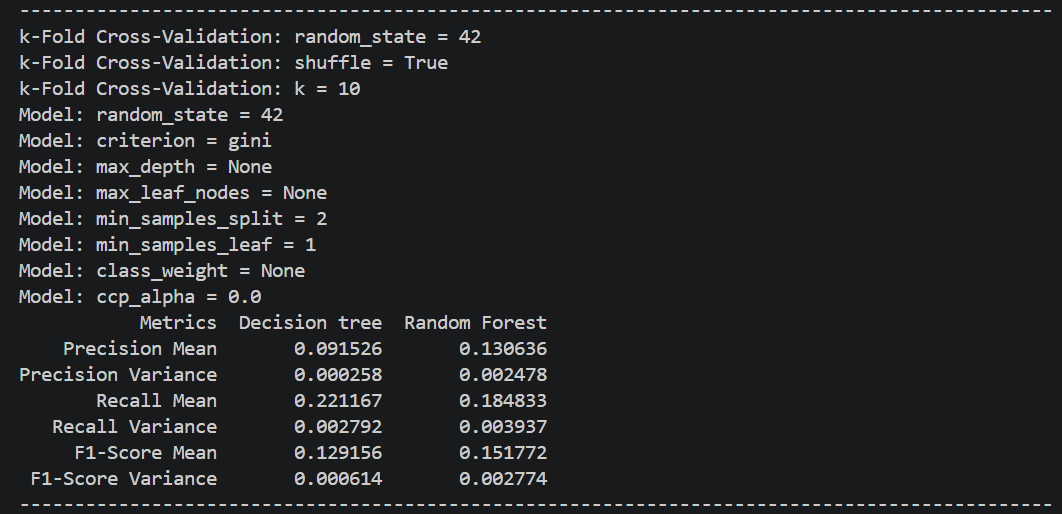 ------------------------------------------------------------------------------------------------
k-Fold Cross-Validation: random_state = 42
k-Fold Cross-Validation: shuffle = True
k-Fold Cross-Validation: k = 10
Model: random_state = 42
Model: criterion = gini
Model: max_depth = None
Model: max_leaf_nodes = None
Model: min_samples_split = 2
Model: min_samples_leaf = 1
Model: class_weight = None
Model: ccp_alpha = 0.0
           Metrics  Decision tree  Random Forest
    Precision Mean       0.091526       0.130636
Precision Variance       0.000258       0.002478
       Recall Mean       0.221167       0.184833
   Recall Variance       0.002792       0.003937
     F1-Score Mean       0.129156       0.151772
 F1-Score Variance       0.000614       0.002774
------------------------------------------------------------------------------------------------